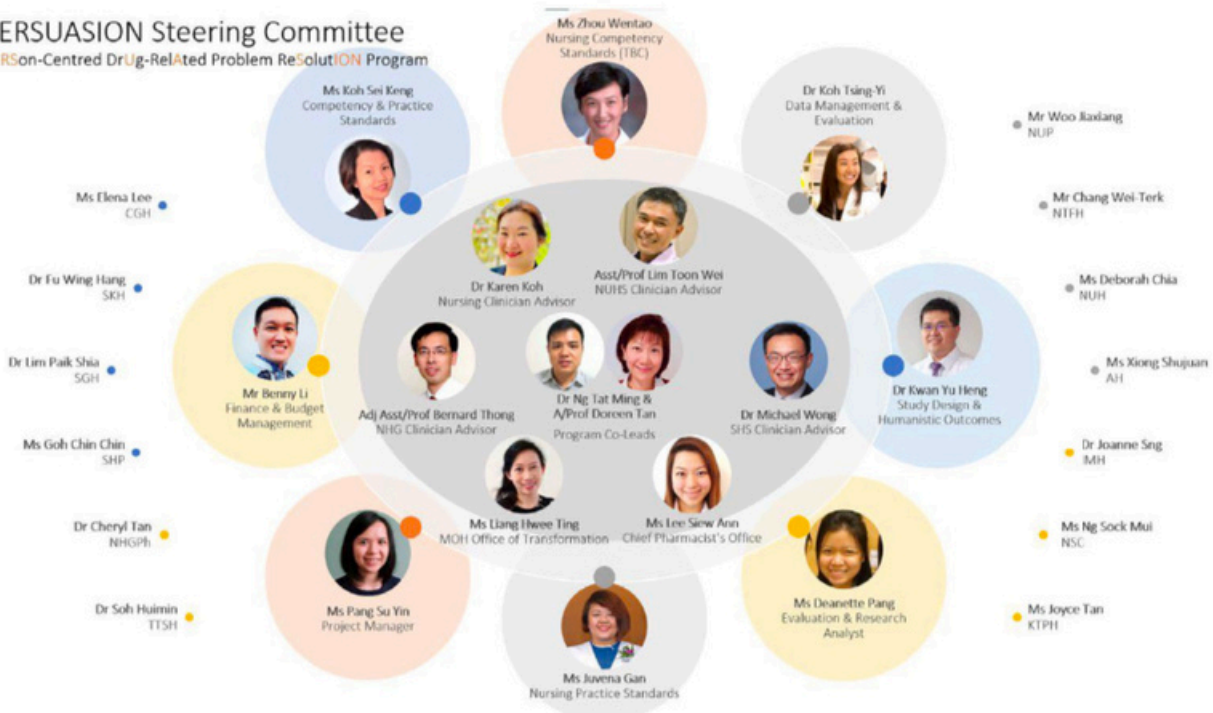 ERSUASION Steering Committee
RSon-Centred DrUg-RelAted Problem ReSolutION Program
Ms Zhou Wentao
Nursing Competency
Standards (TBC)
Ms Koh Sei Keng
Competency & Practice
Standards
Dr Koh Tsing-Yi
Data Management &
Evaluation
Mr Woo Jiaxiang
NUP
Ms Elena Lee
CGH
Mr Chang Wei-Terk
NTFH
Dr Karen Koh
Nursing Clinician Advisor
Asst/Prof Lim Toon Wei
NUHS Clinician Advisor
Dr Fu Wing Hang
SKH
Ms Deborah Chia
NUH
Dr Lim Paik Shia
SGH
Ms Xiong Shujuan
AH
Mr Benny Li
Finance & Budget
Management
Adj Asst/Prof Bernard Thong
NHG Clinician Advisor
Dr Ng Tat Ming &
A/Prof Doreen Tan
Program Co-Leads
Dr Michael Wong
SHS Clinician Advisor
Dr Kwan Yu Heng
Study Design &
Humanistic Outcomes
Ms Goh Chin Chin
SHP
Dr Joanne Sng
IMH
Dr Cheryl Tan
NHGPh
Ms Liang Hwee Ting
MOH Office of Transformation
Ms Lee Siew Ann
Chief Pharmacist's Office
Ms Ng Sock Mui
NSC
Dr Soh Huimin
TTSH
Ms Pang Su Yin
Project Manager
Ms Deanette Pang
Evaluation & Research
Analyst
Ms Joyce Tan
KTPH
Ms Juvena Gan
Nursing Practice Standards